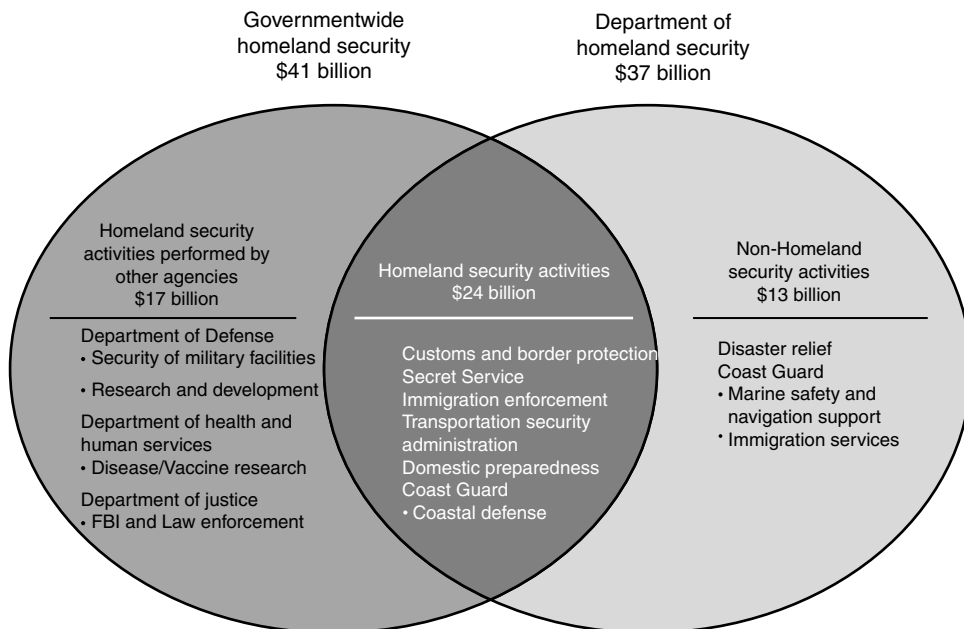 Governmentwide
homeland security
$41 billion
Department of
homeland security
$37 billion
Homeland security
activities performed by
other agencies
$17 billion
Department of Defense
• Security of military facilities
• Research and development
Department of health and
human services
• Disease/Vaccine research
Department of justice
• FBI and Law enforcement
Homeland security activities
$24 billion
Customs and border protection
Secret Service
Immigration enforcement
Transportation security
administration
Domestic preparedness
Coast Guard
• Coastal defense
Non-Homeland
security activities
$13 billion
Disaster relief
Coast Guard
• Marine safety and
navigation support
• Immigration services